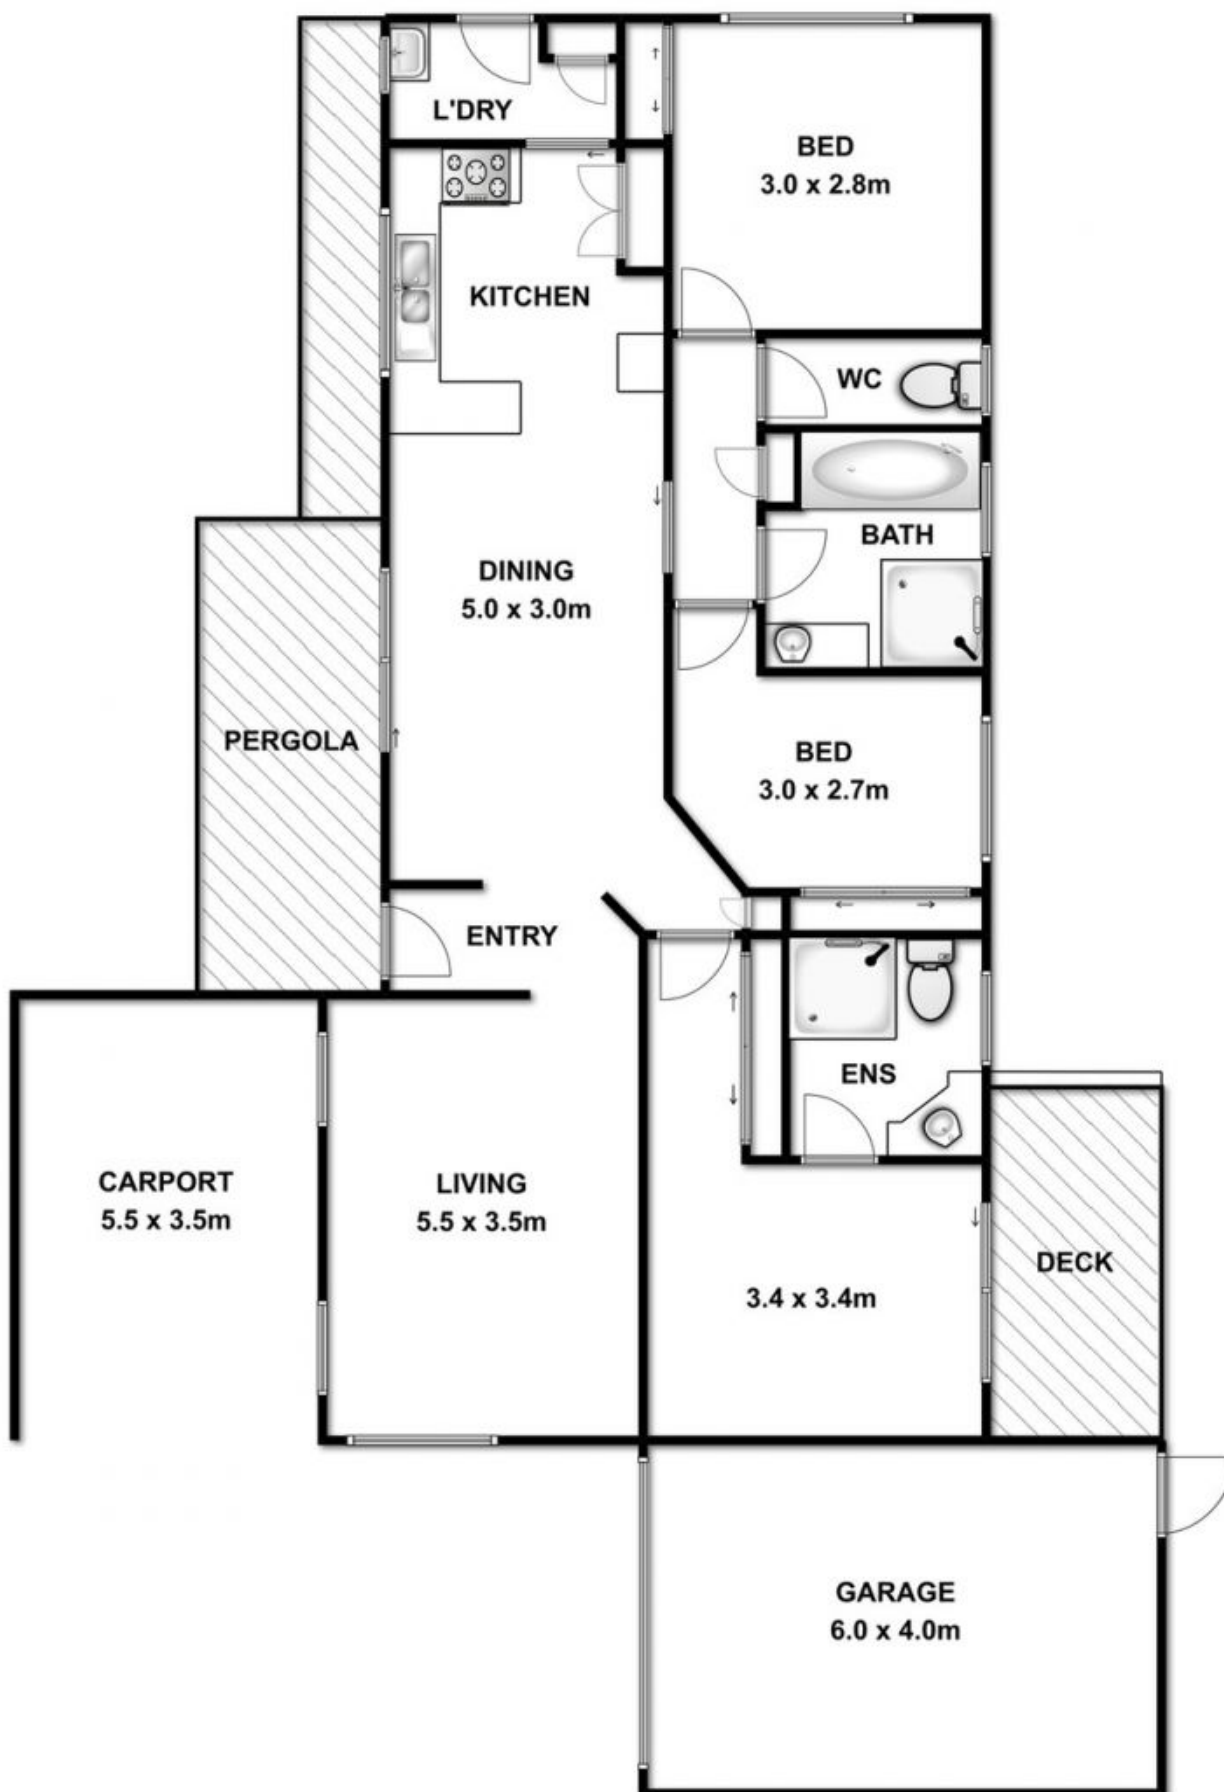 L'DRY
BED
3.0 x 2.8m
KITCHEN
WC
BATH
DINING
5.0 x 3.0m
PERGOLA
BED
3.0 x 2.7m
ENTRY
ENS
CARPORT
5.5 x 3.5m
LIVING
5.5 x 3.5m
DECK
3.4 x 3.4m
GARAGE
6.0 x 4.0m